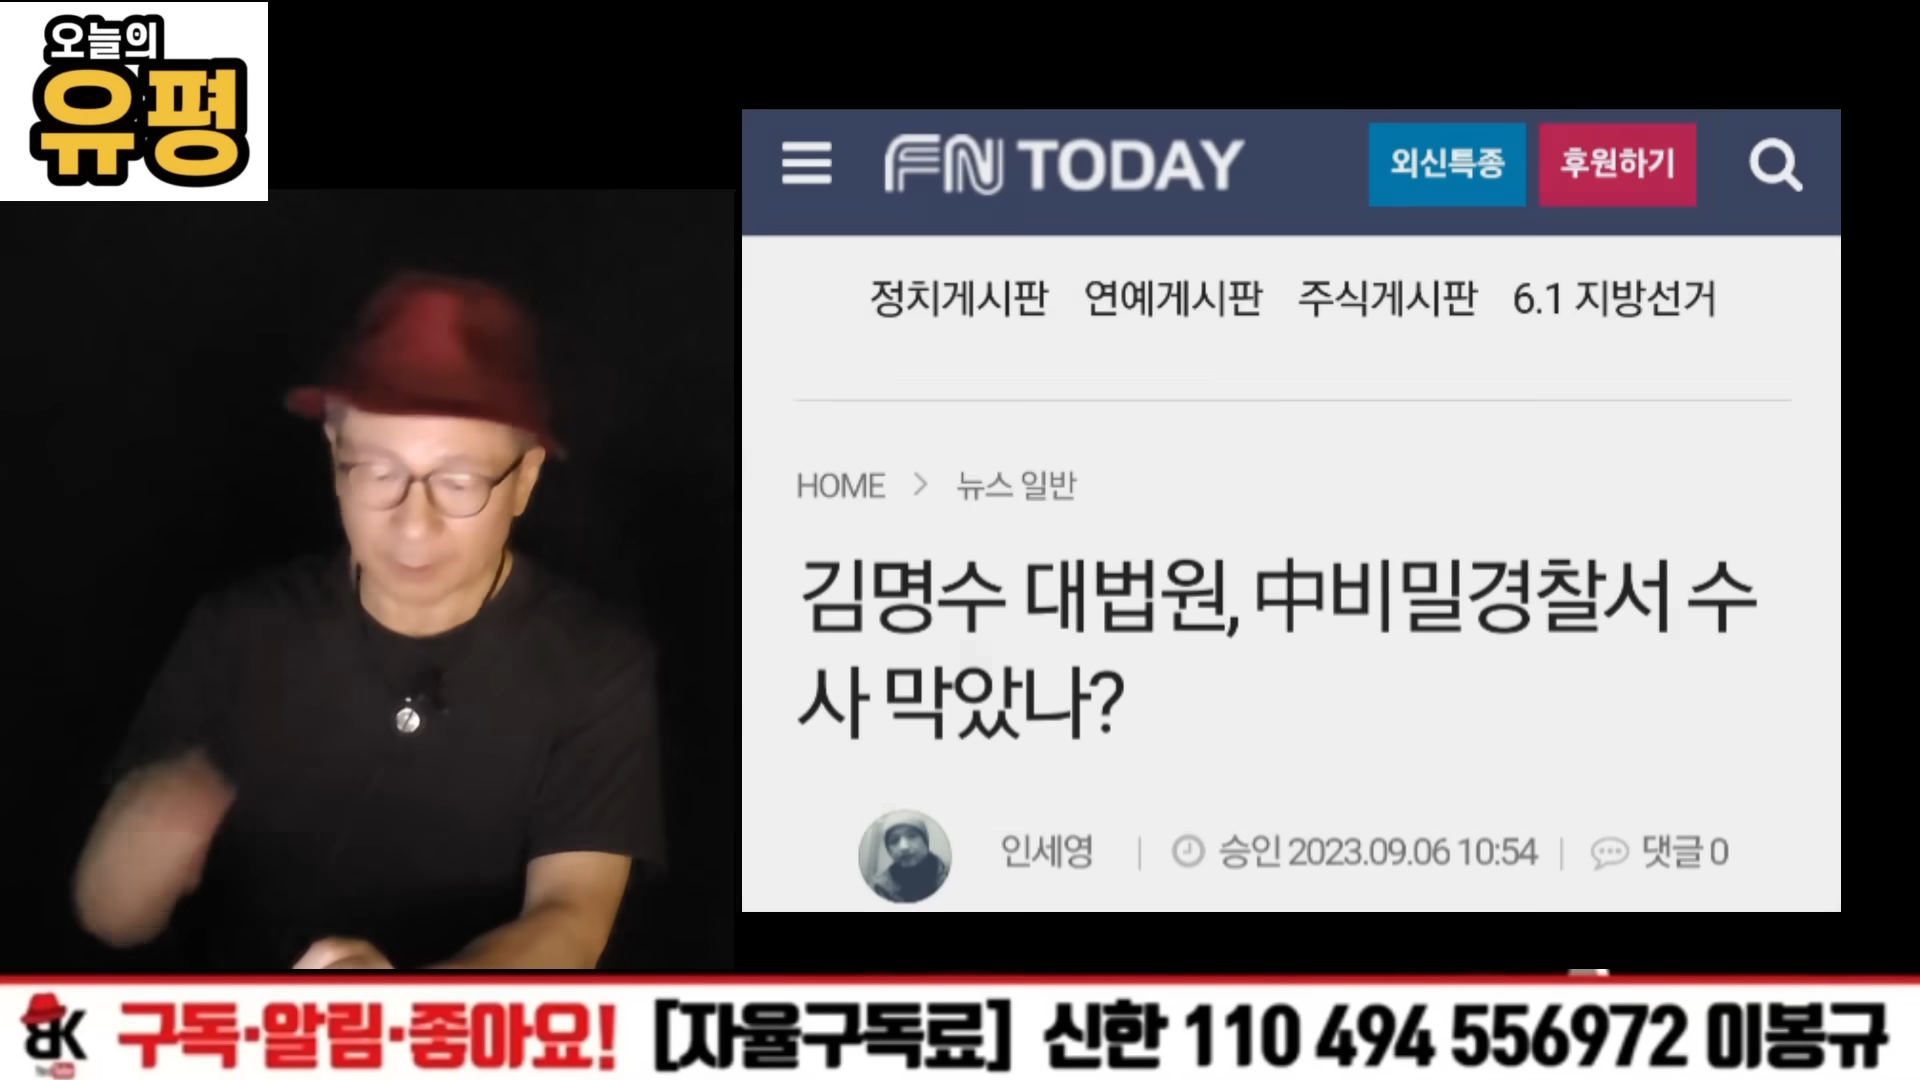 오늘의
유평
FN TODAY
외신특종
후원하기
정치게시판 연예게시판 주식게시판 6.1 지방선거
HOME > 뉴스 일반
김명수 대법원, 中비밀경찰서 수
사 막았나?
인세영 | 승인 2023.09.06 10:54 | 댓글 0
BK 구독·알림·좋아요! [자율구독료] 신한 110 494 556972 이봉규